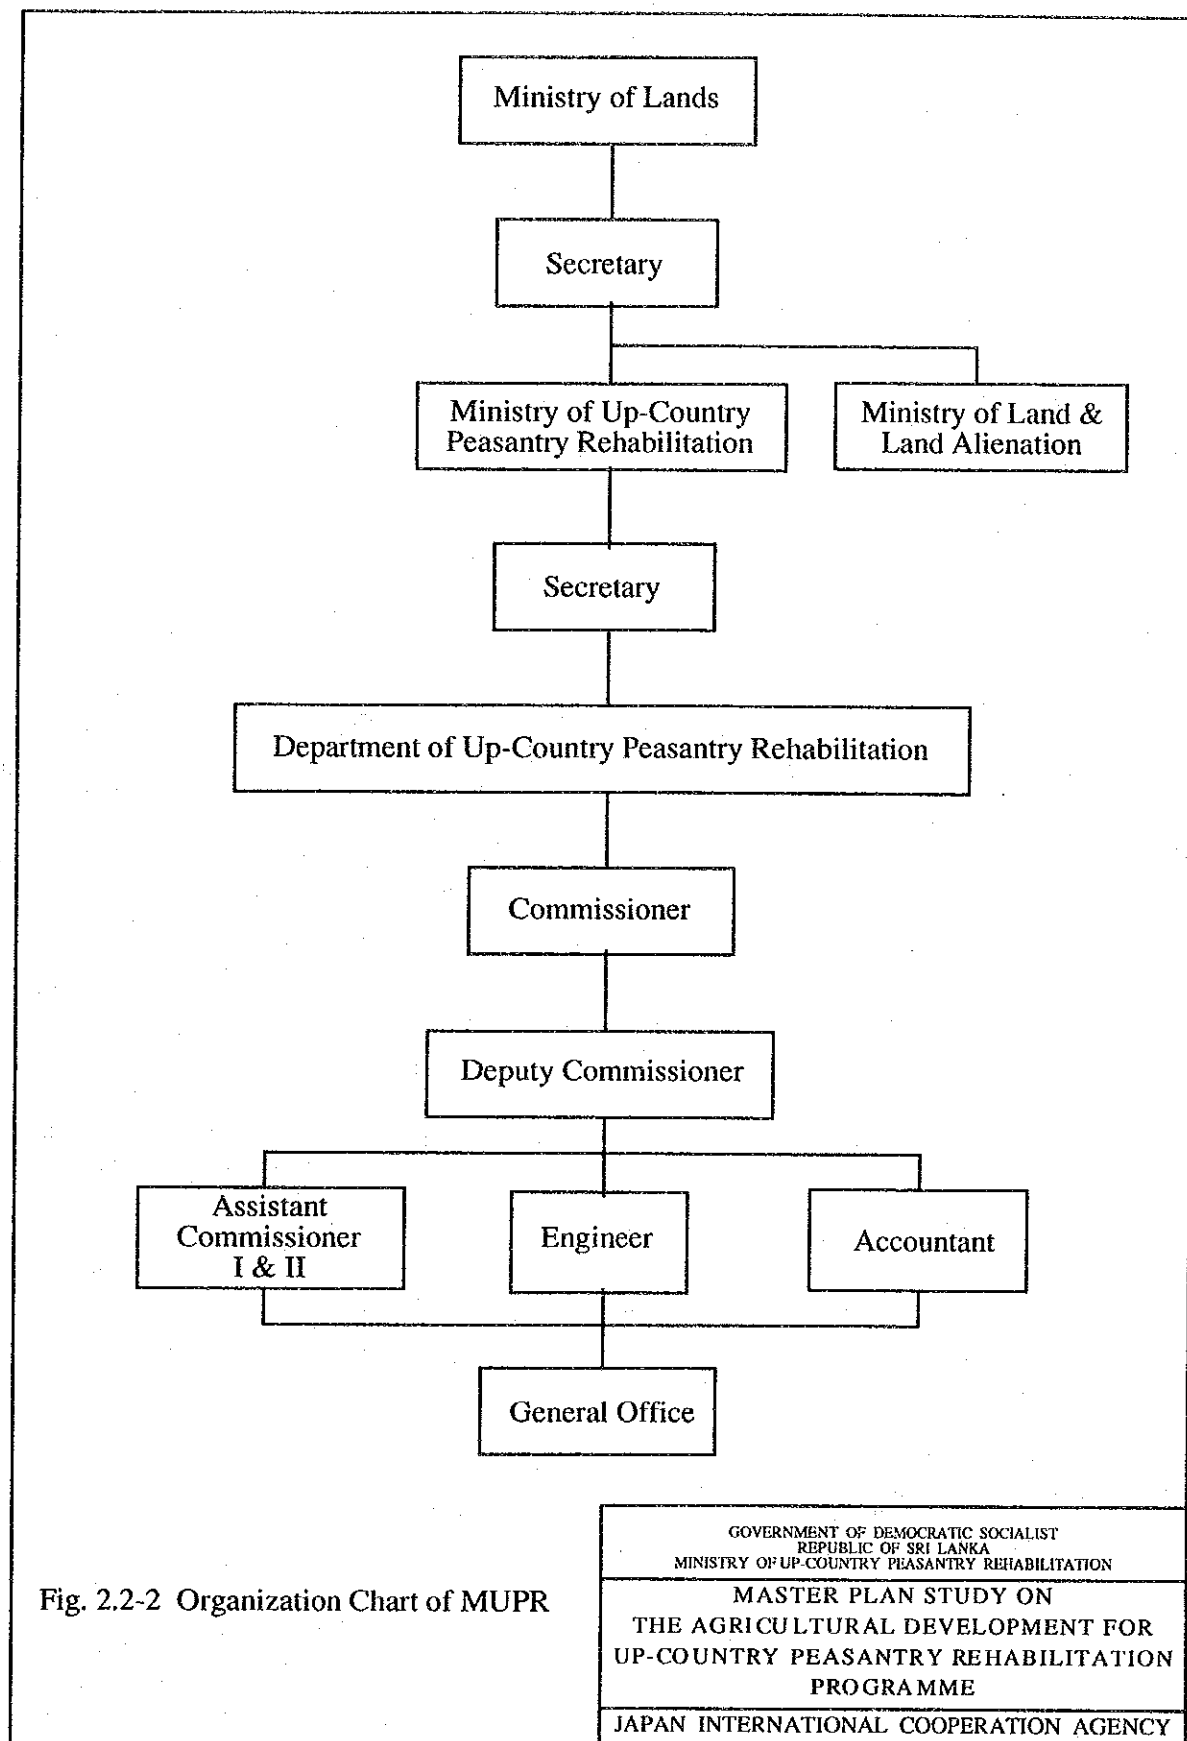 Ministry of Lands
Secretary
Ministry of Up-Country
Peasantry Rehabilitation
Ministry of Land &
Land Alienation
Secretary
Department of Up-Country Peasantry Rehabilitation
Commissioner
Deputy Commissioner
Assistant
Commissioner
I & II
Engineer
Accountant
General Office
Fig. 2.2-2 Organization Chart of MUPR
GOVERNMENT OF DEMOCRATIC SOCIALIST
REPUBLIC OF SRI LANKA
MINISTRY OF UP-COUNTRY PEASANTRY REHABILITATION
MASTER PLAN STUDY ON
THE AGRICULTURAL DEVELOPMENT FOR
UP-COUNTRY PEASANTRY REHABILITATION
PROGRAMME
JAPAN INTERNATIONAL COOPERATION AGENCY